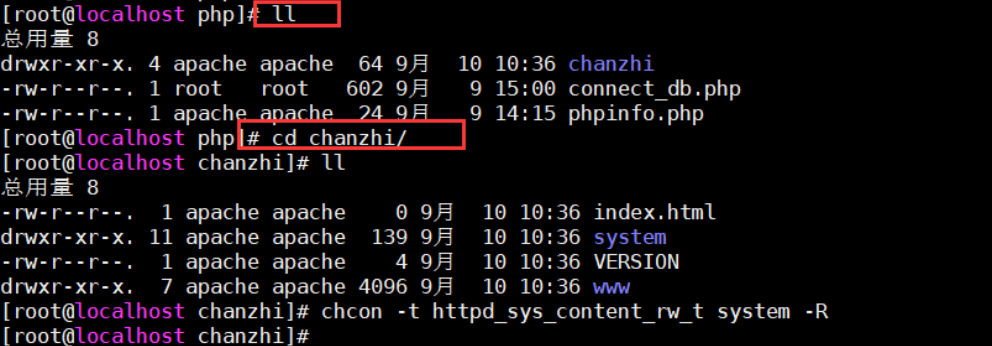 [root@localhost php]# ll
总用量 8
drwxr-xr-x. 4 apache apache  64 9月  10 10:36 chanzhi
-rw-r--r--. 1 root   root   602 9月   9 15:00 connect_db.php
-rw-r--r--. 1 apache apache  24 9月   9 14:15 phpinfo.php
[root@localhost php]# cd chanzhi/
[root@localhost chanzhi]# ll
总用量 8
-rw-r--r--.  1 apache apache    0 9月  10 10:36 index.html
drwxr-xr-x. 11 apache apache  139 9月  10 10:36 system
-rw-r--r--.  1 apache apache    4 9月  10 10:36 VERSION
drwxr-xr-x.  7 apache apache 4096 9月  10 10:36 www
[root@localhost chanzhi]# chcon -t httpd_sys_content_rw_t system -R
[root@localhost chanzhi]#